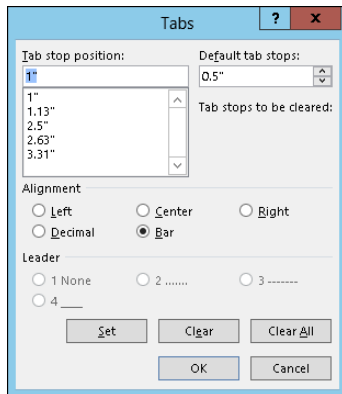 Tabs ? x
Tab stop position: Default tab stops:
1" 0.5"
1" Tab stops to be cleared:
1.13"
2.5"
2.63"
3.31"
Alignment
Left Center Right
Decimal Bar
Leader
1 None 2 ....... 3 -------
4 ___
Set Clear Clear All
OK Cancel